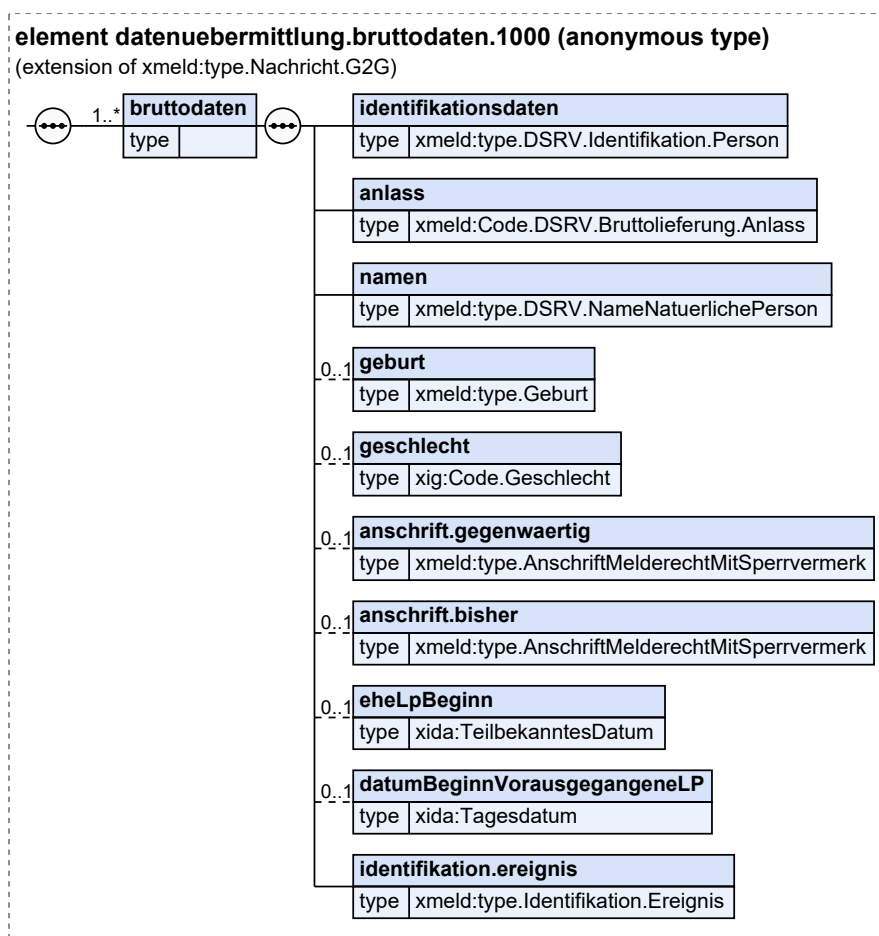 element datenuebermittlung.bruttodaten.1000 (anonymous type)
(extension of xmeld:type.Nachricht.G2G)
1..*
bruttodaten
type
identifikationsdaten
type xmeld:type.DSRV.Identifikation.Person
anlass
type xmeld:Code.DSRV.Bruttolieferung.Anlass
namen
type xmeld:type.DSRV.NameNatuerlichePerson
0..1
geburt
type xmeld:type.Geburt
0..1
geschlecht
type xig:Code.Geschlecht
0..1
anschrift.gegenwaertig
type xmeld:type.AnschriftMelderechtMitSperrvermerk
0..1
anschrift.bisher
type xmeld:type.AnschriftMelderechtMitSperrvermerk
0..1
eheLpBeginn
type xida:TeilbekanntesDatum
0..1
datumBeginnVorausgegangeneLP
type xida:Tagesdatum
identifikation.ereignis
type xmeld:type.Identifikation.Ereignis